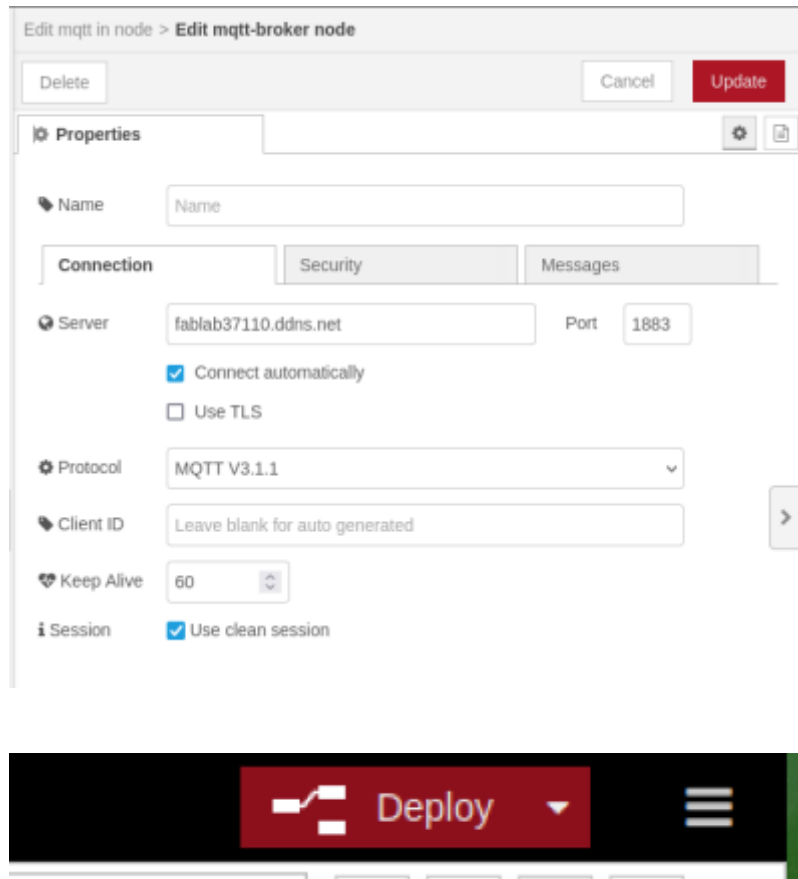 Edit mqtt in node > Edit mqtt-broker node
Delete Cancel Update
Properties
Name Name
Connection Security Messages
Server fablab37110.ddns.net Port 1883
Connect automatically
Use TLS
Protocol MQTT V3.1.1
Client ID Leave blank for auto generated
Keep Alive 60
Session Use clean session
Deploy